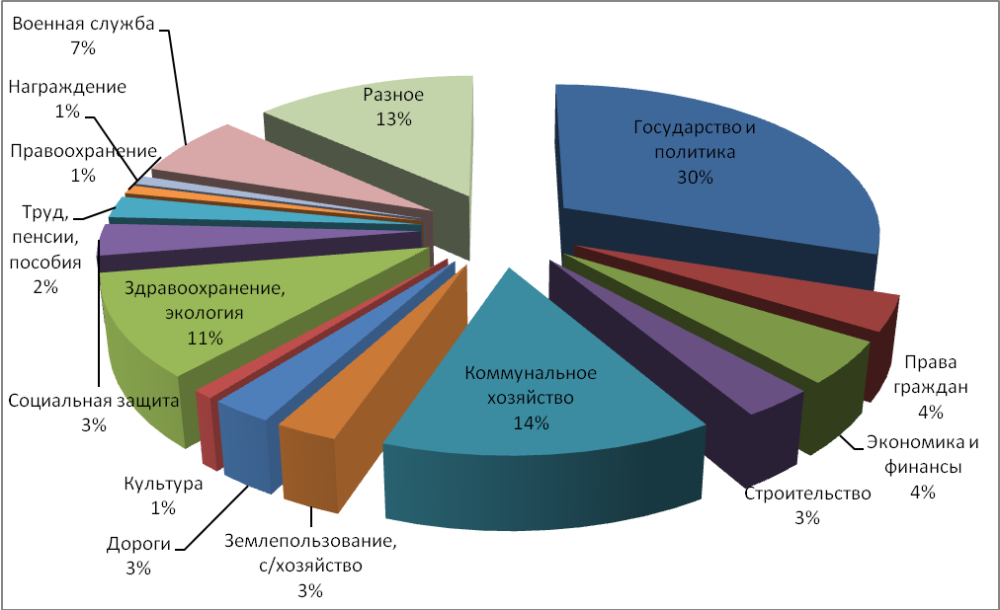 Военная служба
7%
Награждение
1%
Правоохранение
1%
Труд,
пенсии,
пособия
2%
Социальная защита
3%
Здравоохранение,
экология
11%
Культура
1%
Дороги
3%
Землепользование,
с/хозяйство
3%
Коммунальное
хозяйство
14%
Строительство
3%
Экономика и
финансы
4%
Права
граждан
4%
Государство и
политика
30%
Разное
13%